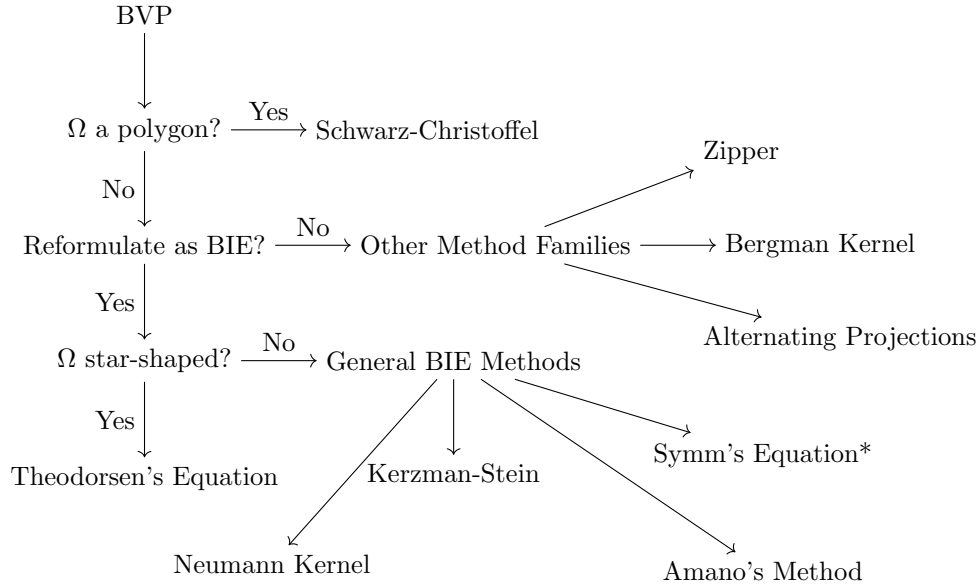 BVP
Ω a polygon?
Yes
Schwarz-Christoffel
No
Zipper
Reformulate as BIE?
No
Other Method Families
Bergman Kernel
Yes
Alternating Projections
Ω star-shaped?
No
General BIE Methods
Yes
Symm's Equation*
Theodorsen's Equation
Kerzman-Stein
Neumann Kernel
Amano's Method